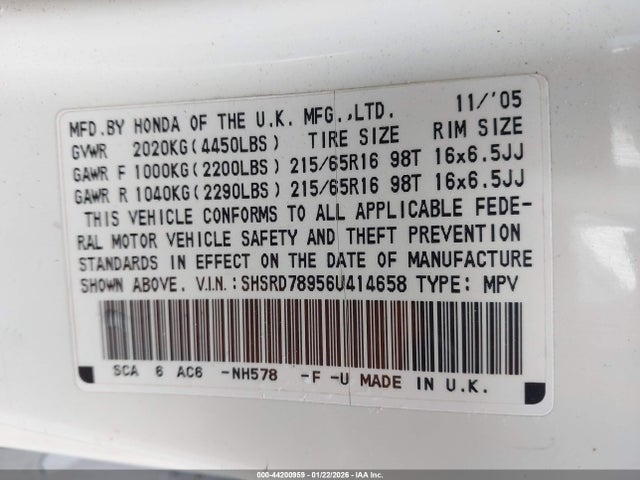 MFD.BY HONDA OF THE U.K. MFG.,LTD. 11/'05
GVWR 2020KG(4450LBS) TIRE SIZE RIM SIZE
GAWR F 1000KG(2200LBS) 215/65R16 98T 16x6.5JJ
GAWR R 1040KG(2290LBS) 215/65R16 98T 16x6.5JJ
THIS VEHICLE CONFORMS TO ALL APPLICABLE FEDE-
RAL MOTOR VEHICLE SAFETY AND THEFT PREVENTION
STANDARDS IN EFFECT ON THE DATE OF MANUFACTURE
SHOWN ABOVE. V.I.N.: SHSRD78956U414658 TYPE: MPV
SCA 6 AC6 -NH578 -F -U MADE IN U.K.
000-44200959 - 01/22/2026 - IAA Inc.